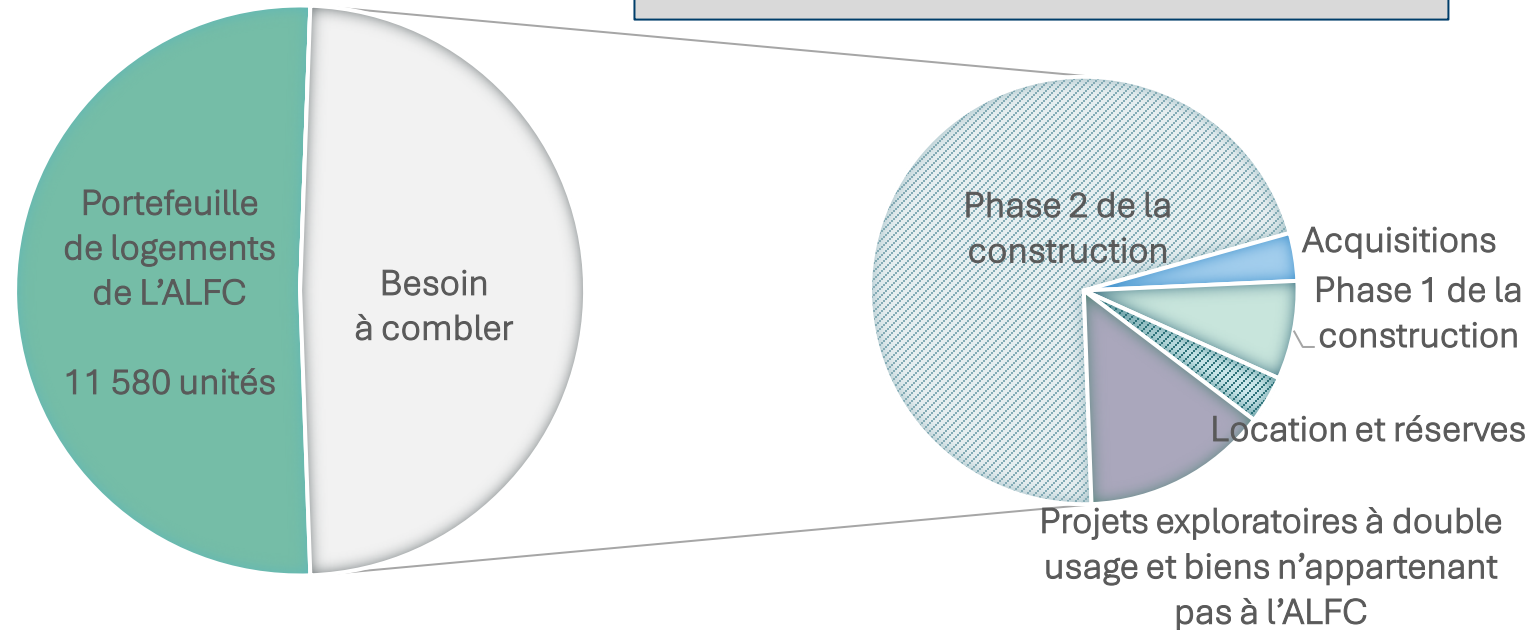 Portefeuille
de logements
de L'ALFC
11 580 unités
Besoin
à combler
Phase 2 de la
construction
Acquisitions
Phase 1 de la
construction
Location et réserves
Projets exploratoires à double
usage et biens n'appartenant
pas à l'ALFC